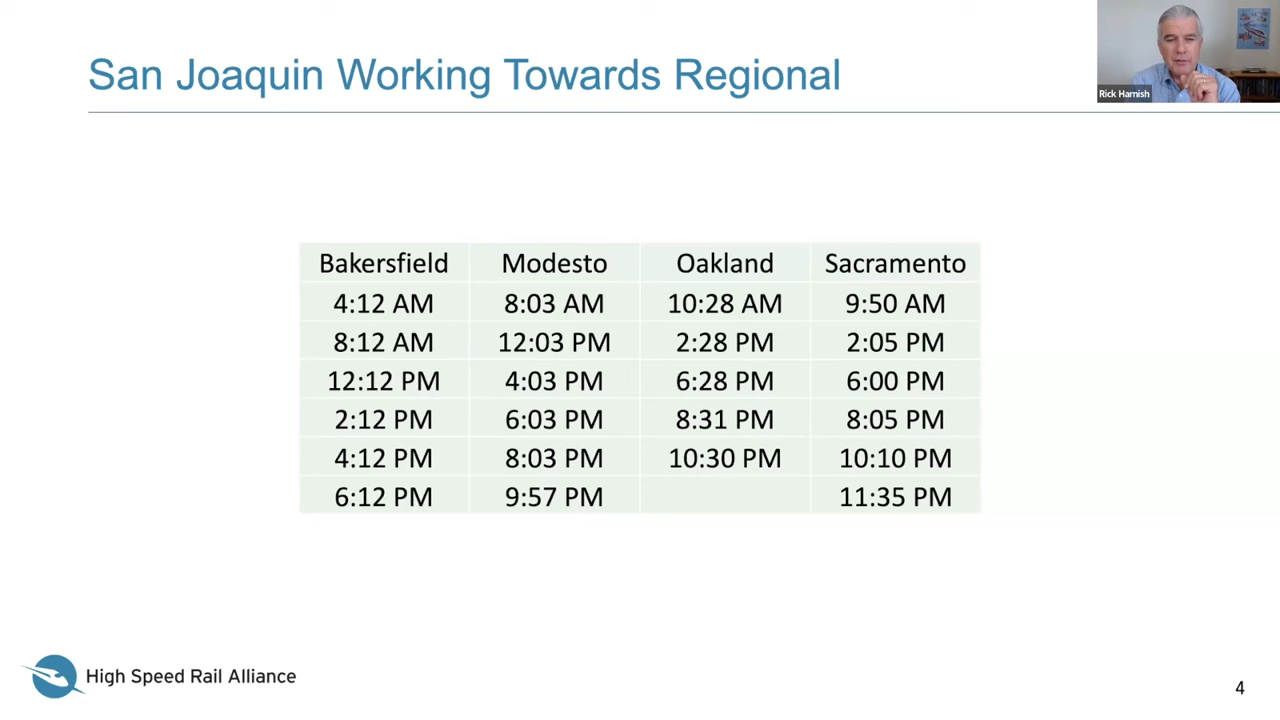 San Joaquin Working Towards Regional
Rick Harnish
Bakersfield Modesto Oakland Sacramento
4:12 AM 8:03 AM 10:28 AM 9:50 AM
8:12 AM 12:03 PM 2:28 PM 2:05 PM
12:12 PM 4:03 PM 6:28 PM 6:00 PM
2:12 PM 6:03 PM 8:31 PM 8:05 PM
4:12 PM 8:03 PM 10:30 PM 10:10 PM
6:12 PM 9:57 PM 11:35 PM
High Speed Rail Alliance
4